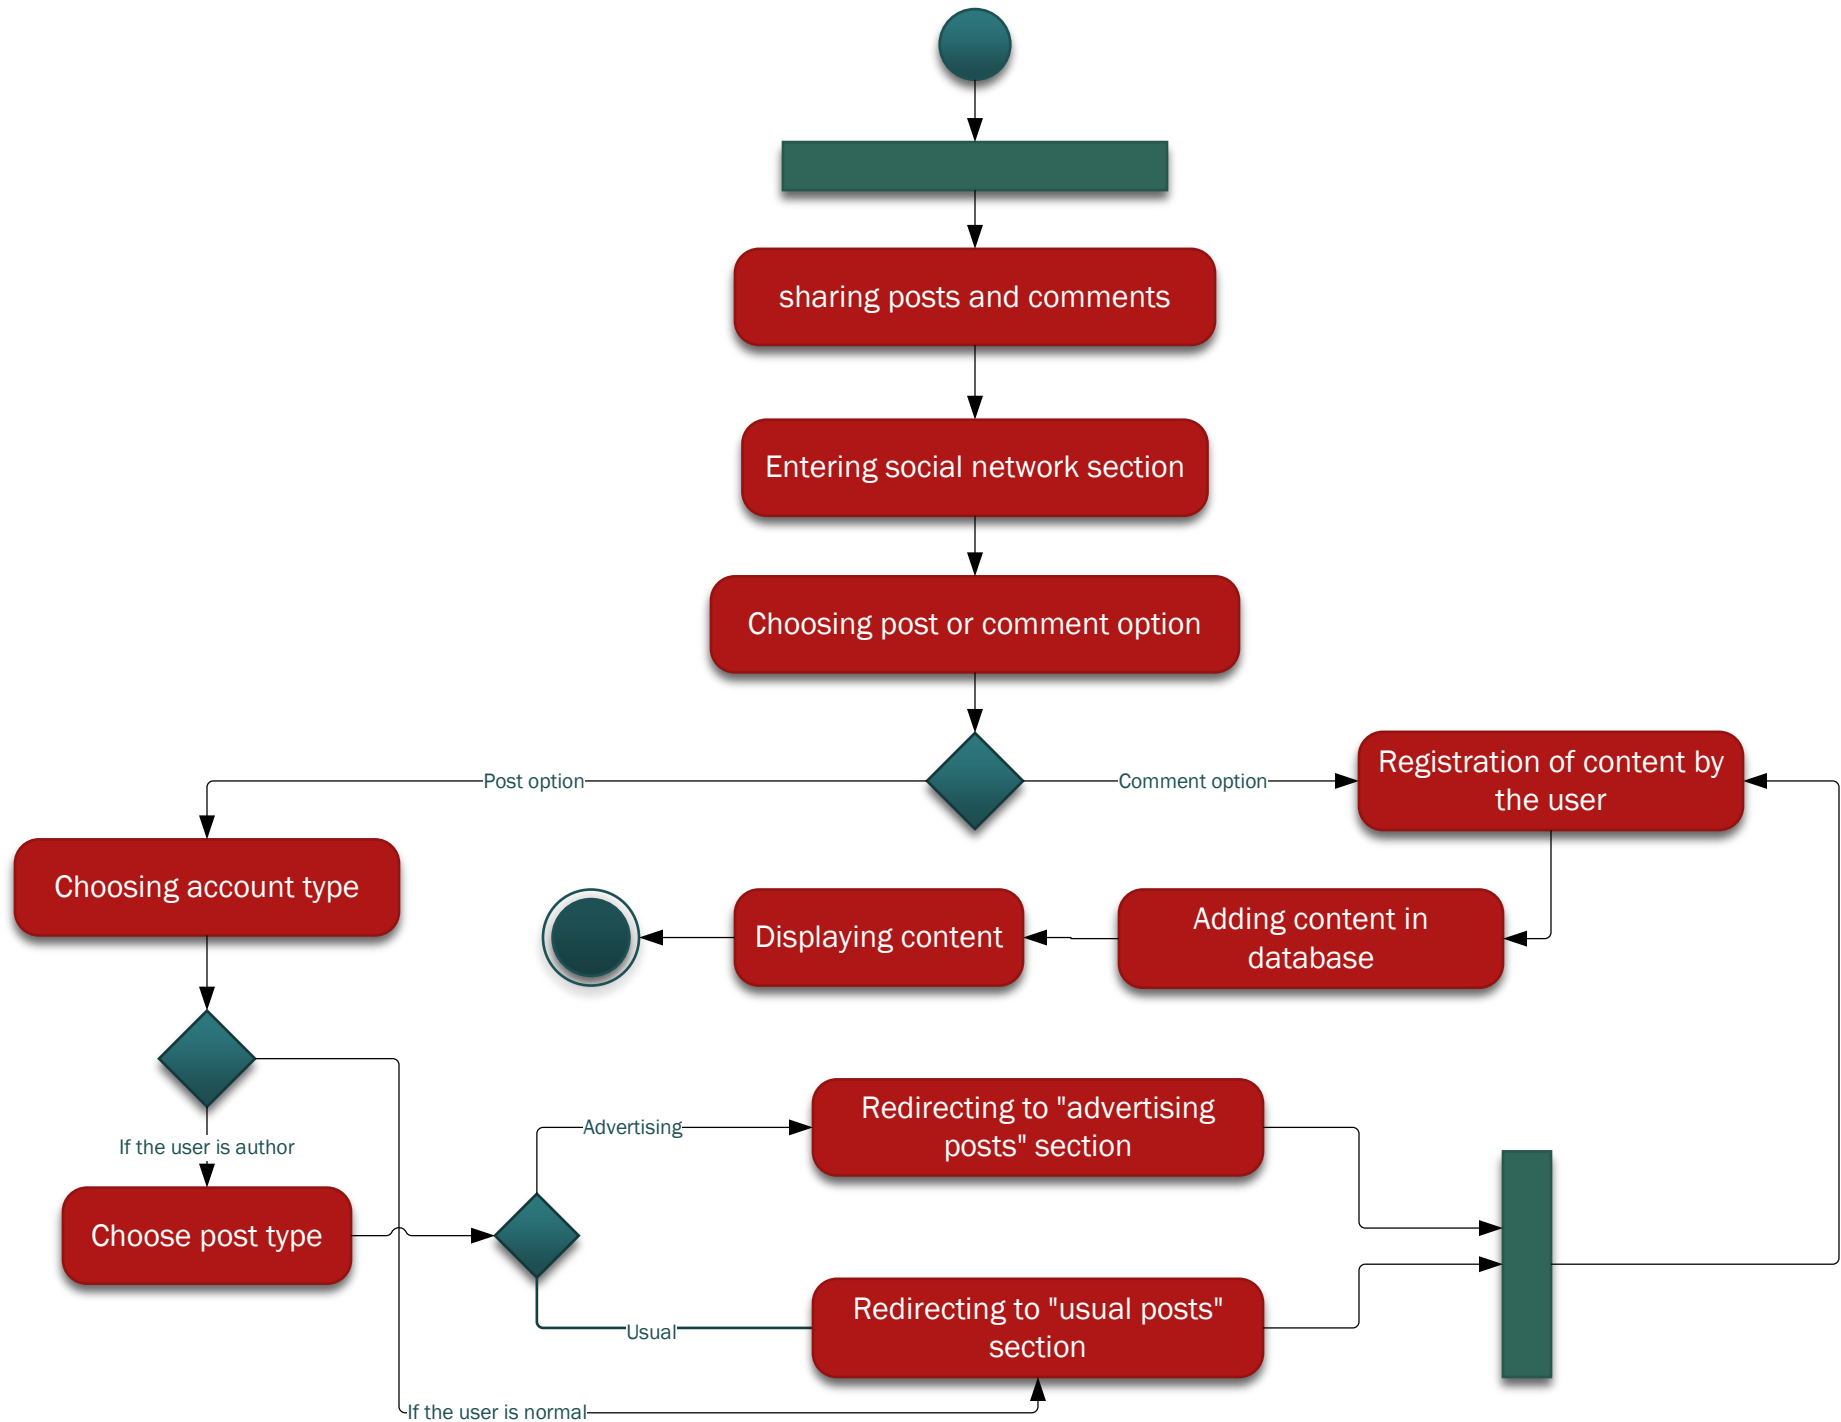 sharing posts and comments
Entering social network section
Choosing post or comment option
Post option
Comment option
Registration of content by
the user
Choosing account type
Displaying content
Adding content in
database
If the user is author
Advertising
Redirecting to "advertising
posts" section
Choose post type
Usual
Redirecting to "usual posts"
section
If the user is normal